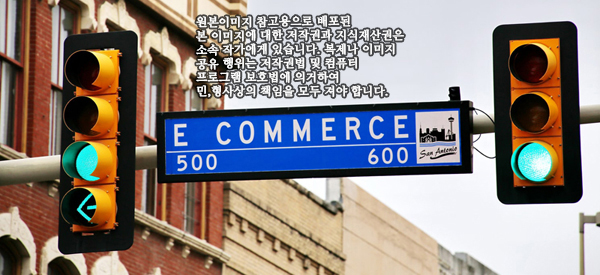 원본이미지 참고용으로 배포된
본 이미지에 대한 저작권과 지식재산권은
소속 작가에게 있습니다. 복제나 이미지
공유 행위는 저작권법 및 컴퓨터
프로그램 보호법에 의거하여
민,형사상의 책임을 모두 져야 합니다.
E COMMERCE
500 600
San Antonio